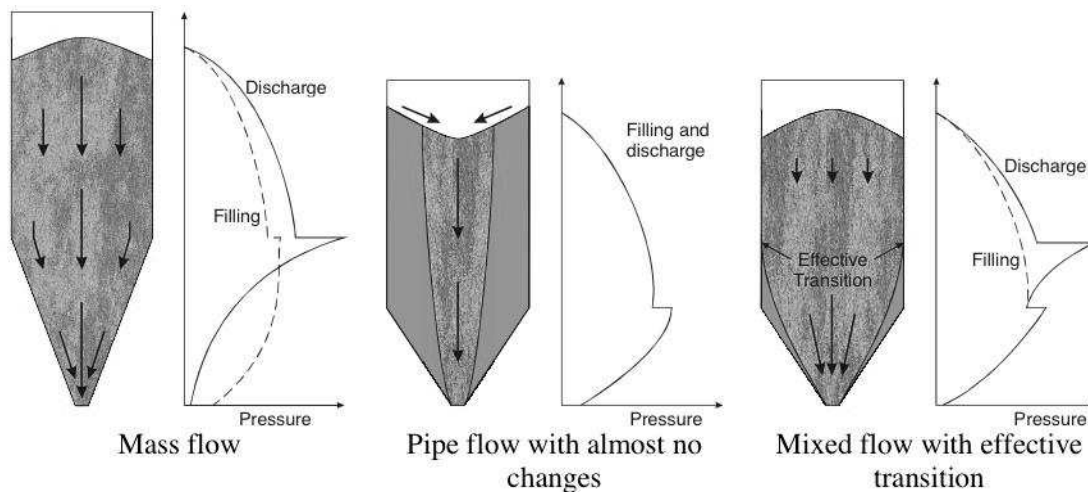 Discharge
Filling
Pressure
Mass flow
Filling and
discharge
Pressure
Pipe flow with almost no
changes
Effective
Transition
Discharge
Filling
Pressure
Mixed flow with effective
transition